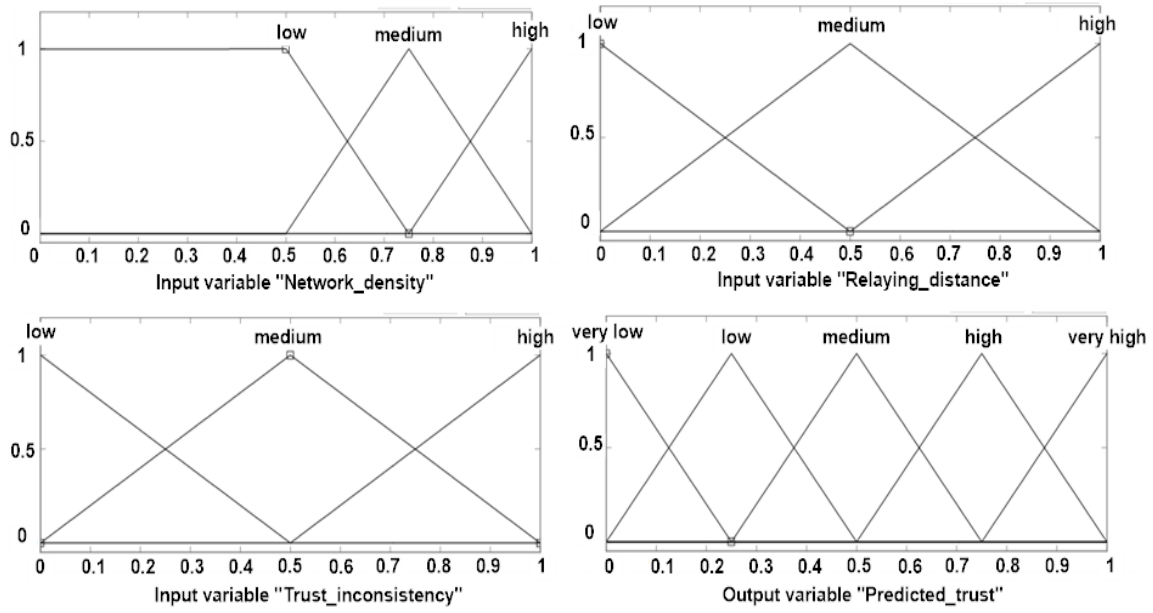 low medium high
1
0.5
0
0 0.1 0.2 0.3 0.4 0.5 0.6 0.7 0.8 0.9 1
Input variable "Network_density"
low medium high
1
0.5
0
0 0.1 0.2 0.3 0.4 0.5 0.6 0.7 0.8 0.9 1
Input variable "Relaying_distance"
low medium high
1
0.5
0
0 0.1 0.2 0.3 0.4 0.5 0.6 0.7 0.8 0.9 1
Input variable "Trust_inconsistency"
very low low medium high very high
1
0.5
0
0 0.1 0.2 0.3 0.4 0.5 0.6 0.7 0.8 0.9 1
Output variable "Predicted_trust"